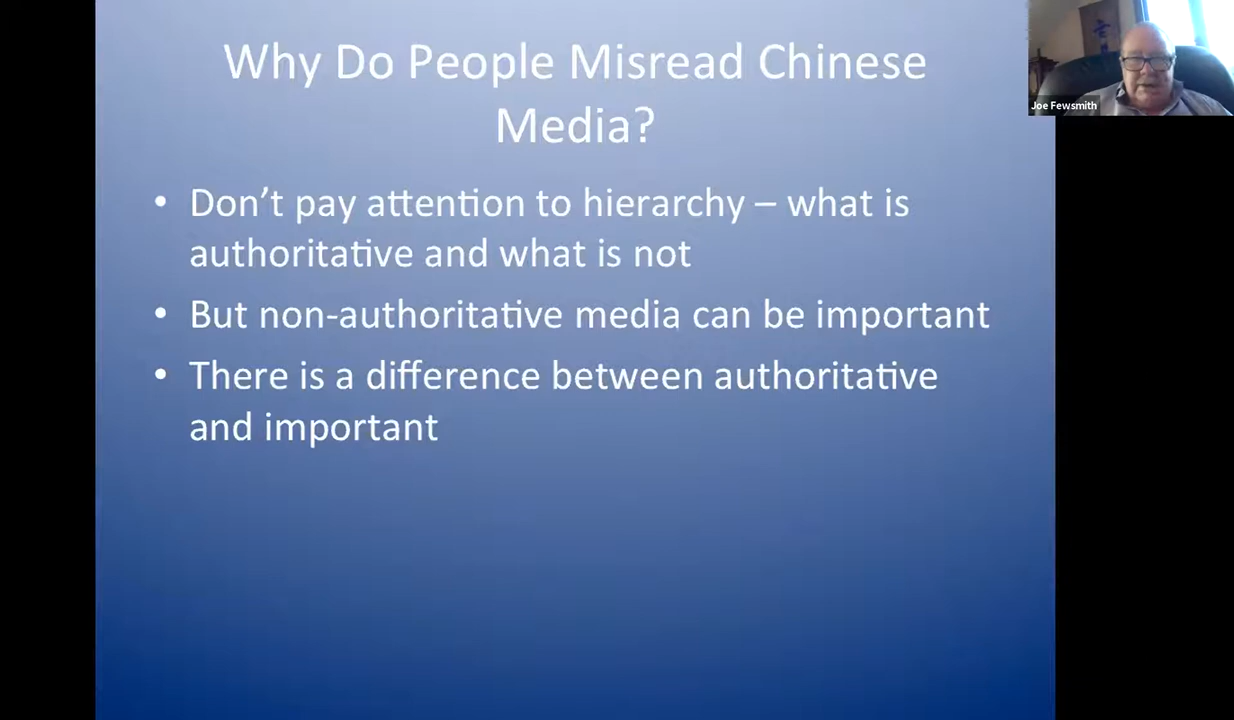 Why Do People Misread Chinese
Media?
• Don't pay attention to hierarchy – what is
authoritative and what is not
• But non-authoritative media can be important
• There is a difference between authoritative
and important
Joe Fewsmith